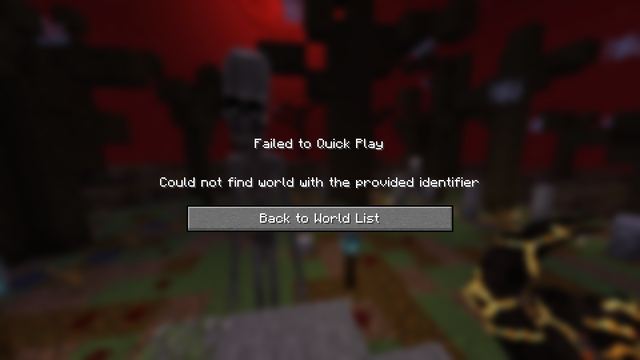 Failed to Quick Play
Could not find world with the provided identifier
Back to World List